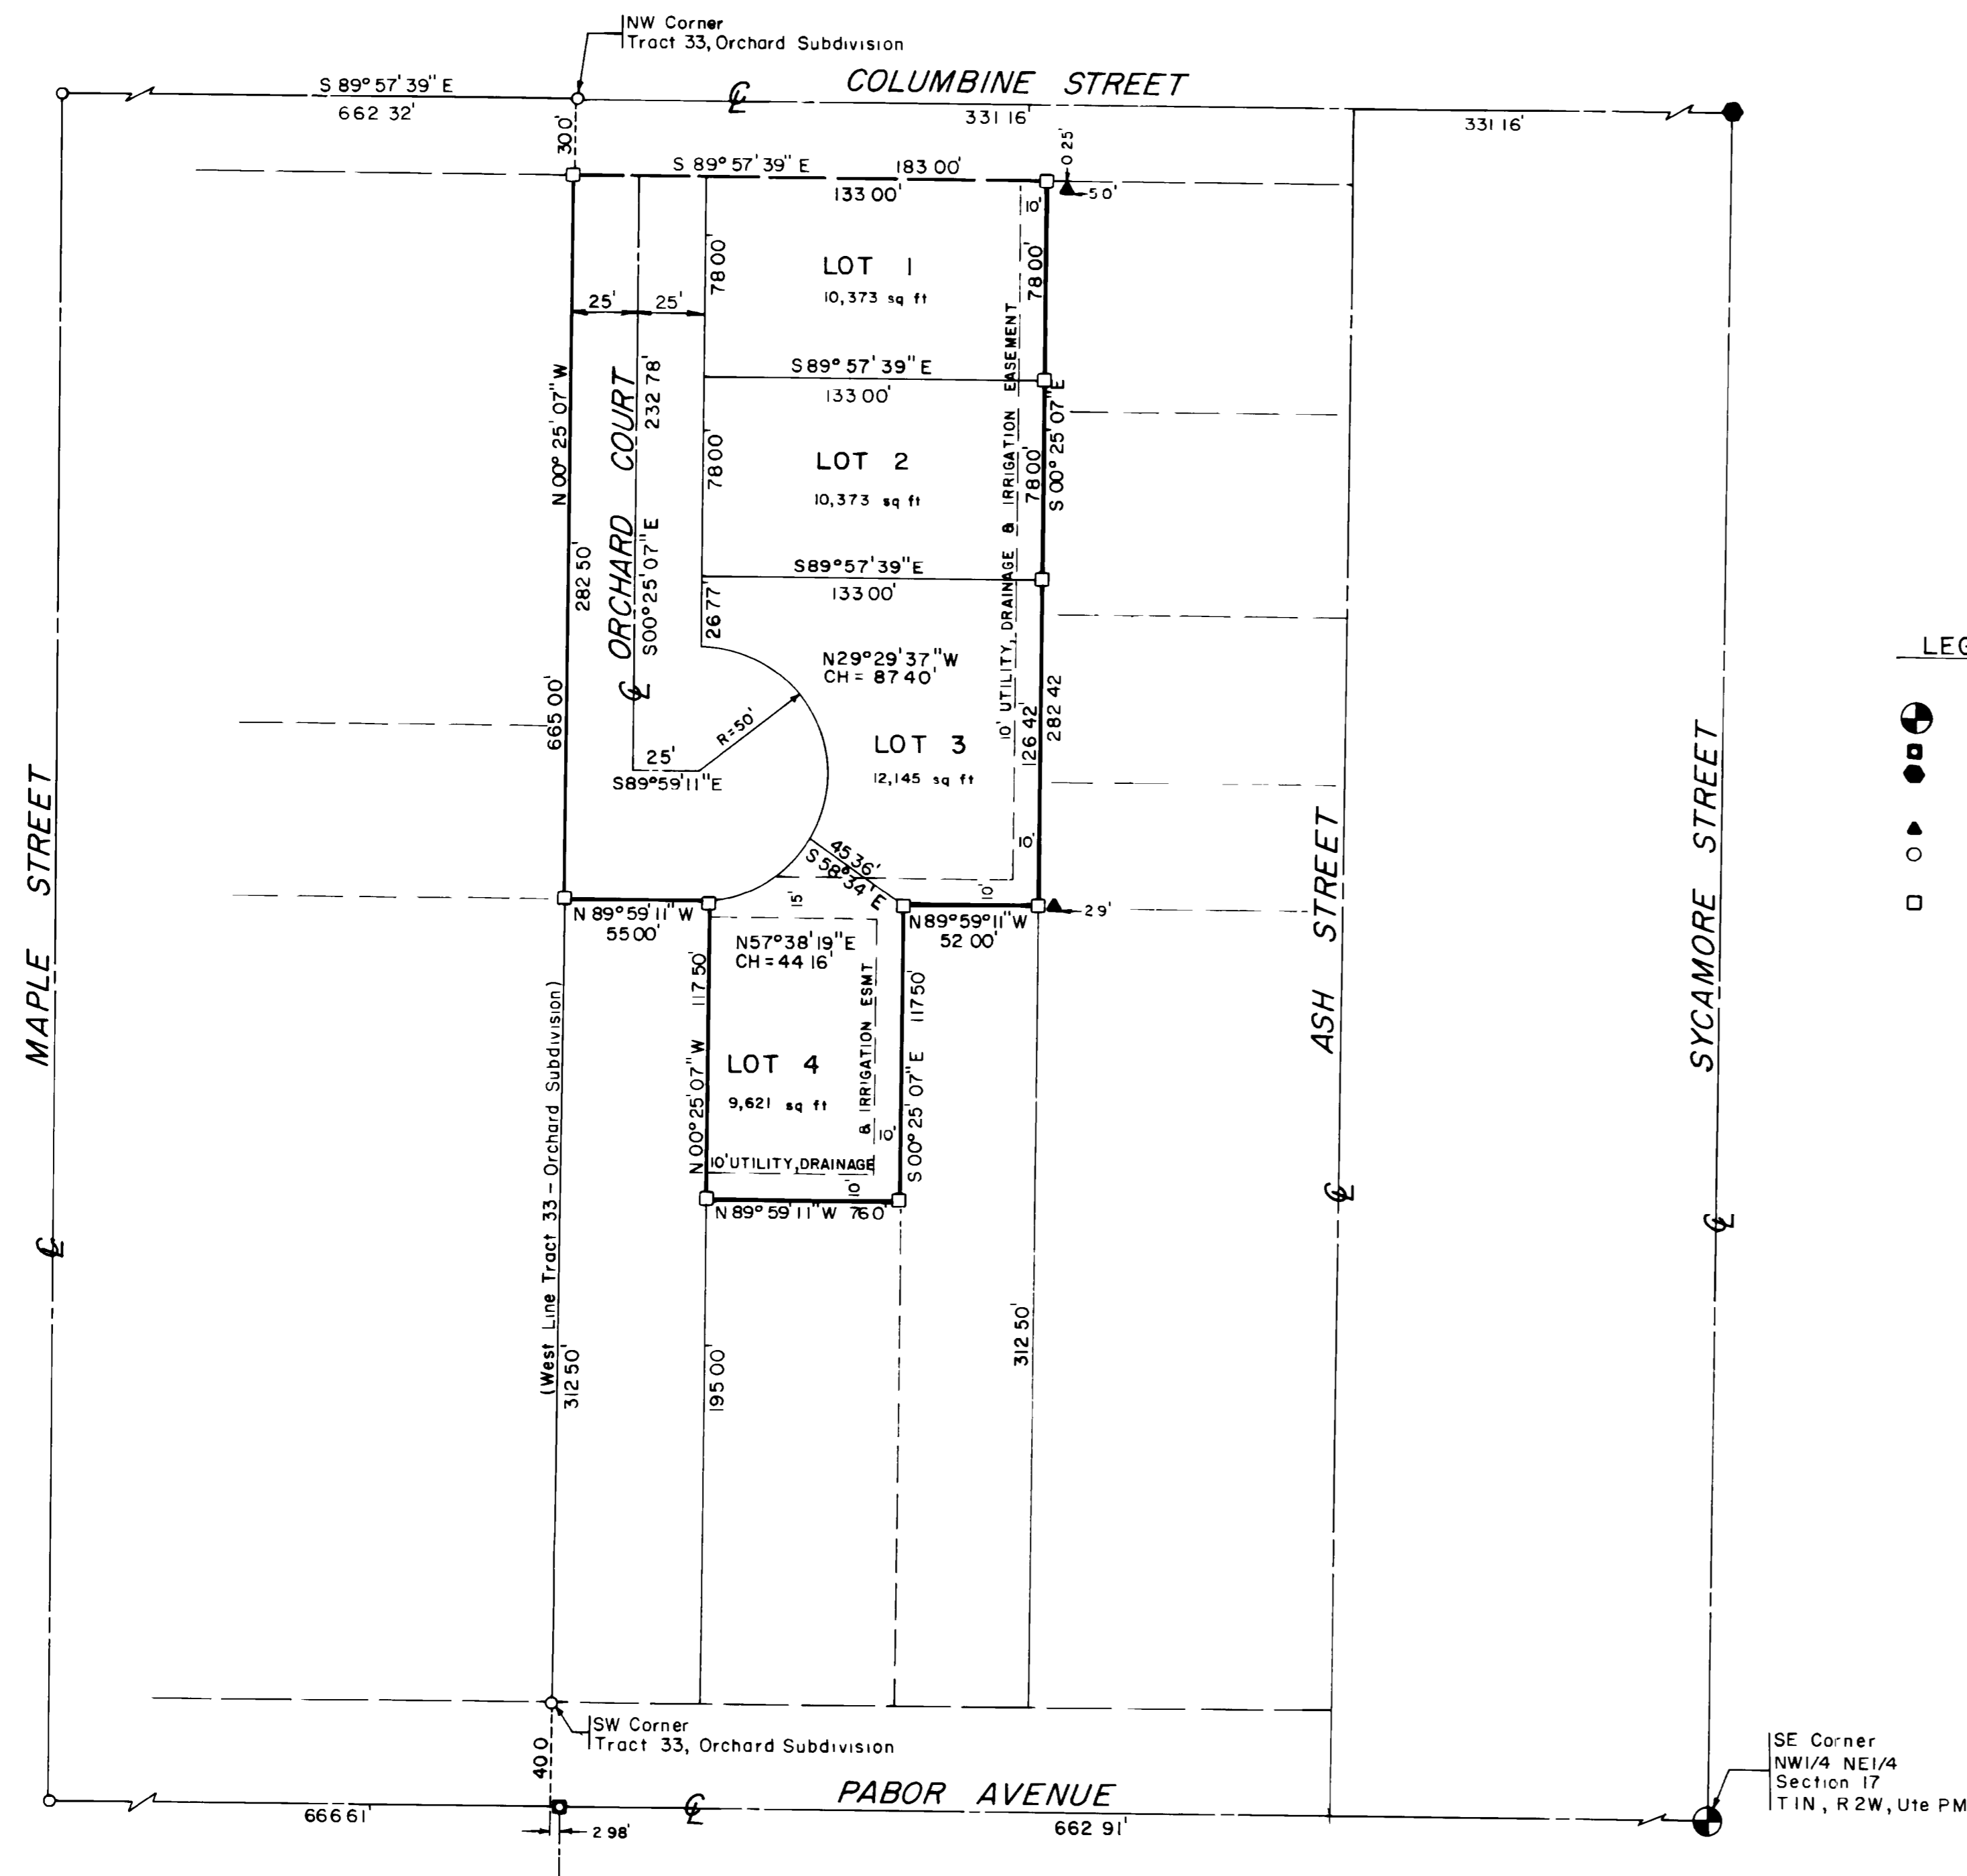 NW Corner
Tract 33, Orchard Subdivision
S 89° 57' 39" E
662 32'
COLUMBINE STREET
331 16'
331 16'
300'
S 89° 57' 39" E 183 00'
133 00'
0 25'
5 0'
10'
78 00'
78 00'
LOT 1
10,373 sq ft
25'
25'
S 89° 57' 39" E
133 00'
N 00° 25' 07" W
282 50'
ORCHARD COURT
232 78'
S 00° 25' 07" E
78 00'
LOT 2
10,373 sq ft
78 00'
S 00° 25' 07" E
10' UTILITY, DRAINAGE & IRRIGATION EASEMENT
S 89° 57' 39" E
133 00'
26 77
N 29° 29' 37" W
CH = 87 40'
R=50'
LOT 3
12,145 sq ft
126 42'
282 42
665 00'
25'
S 89° 59' 11" E
10'
45 36'
S 58° 34' E
10'
15'
N 89° 59' 11" W
55 00'
N 89° 59' 11" W
52 00'
2 9'
N 57° 38' 19" E
CH = 44 16'
117 50'
N 00° 25' 07" W
117 50'
S 00° 25' 07" E
LOT 4
9,621 sq ft
& IRRIGATION ESMT
10'
10' UTILITY, DRAINAGE
10'
N 89° 59' 11" W 76 0'
(West Line Tract 33 - Orchard Subdivision)
312 50'
195 00'
312 50'
MAPLE STREET
ASH STREET
SYCAMORE STREET
LEG
SW Corner
Tract 33, Orchard Subdivision
40 0
666 61'
2 98'
PABOR AVENUE
662 91'
SE Corner
NW1/4 NE1/4
Section 17
T1N, R2W, Ute PM